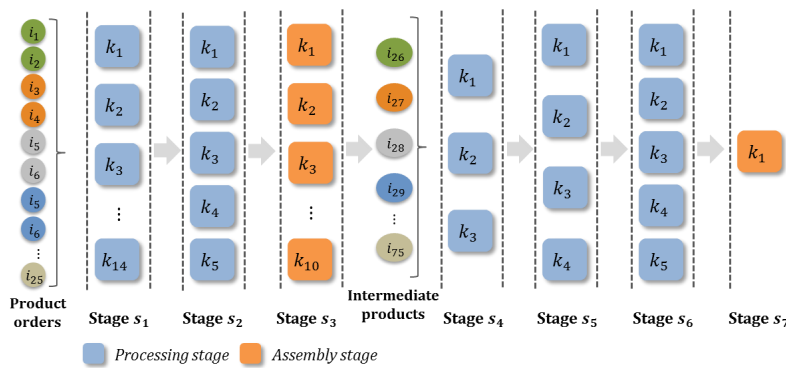 i1
i2
i3
i4
i5
i6
i5
i6
...
i25
Product
orders
k1
k2
k3
⋮
k14
Stage s1
k1
k2
k3
k4
k5
Stage s2
k1
k2
k3
⋮
k10
Stage s3
i26
i27
i28
i29
...
i75
Intermediate
products
k1
k2
k3
Stage s4
k1
k2
k3
k4
Stage s5
k1
k2
k3
k4
k5
Stage s6
k1
Stage s7
Processing stage
Assembly stage